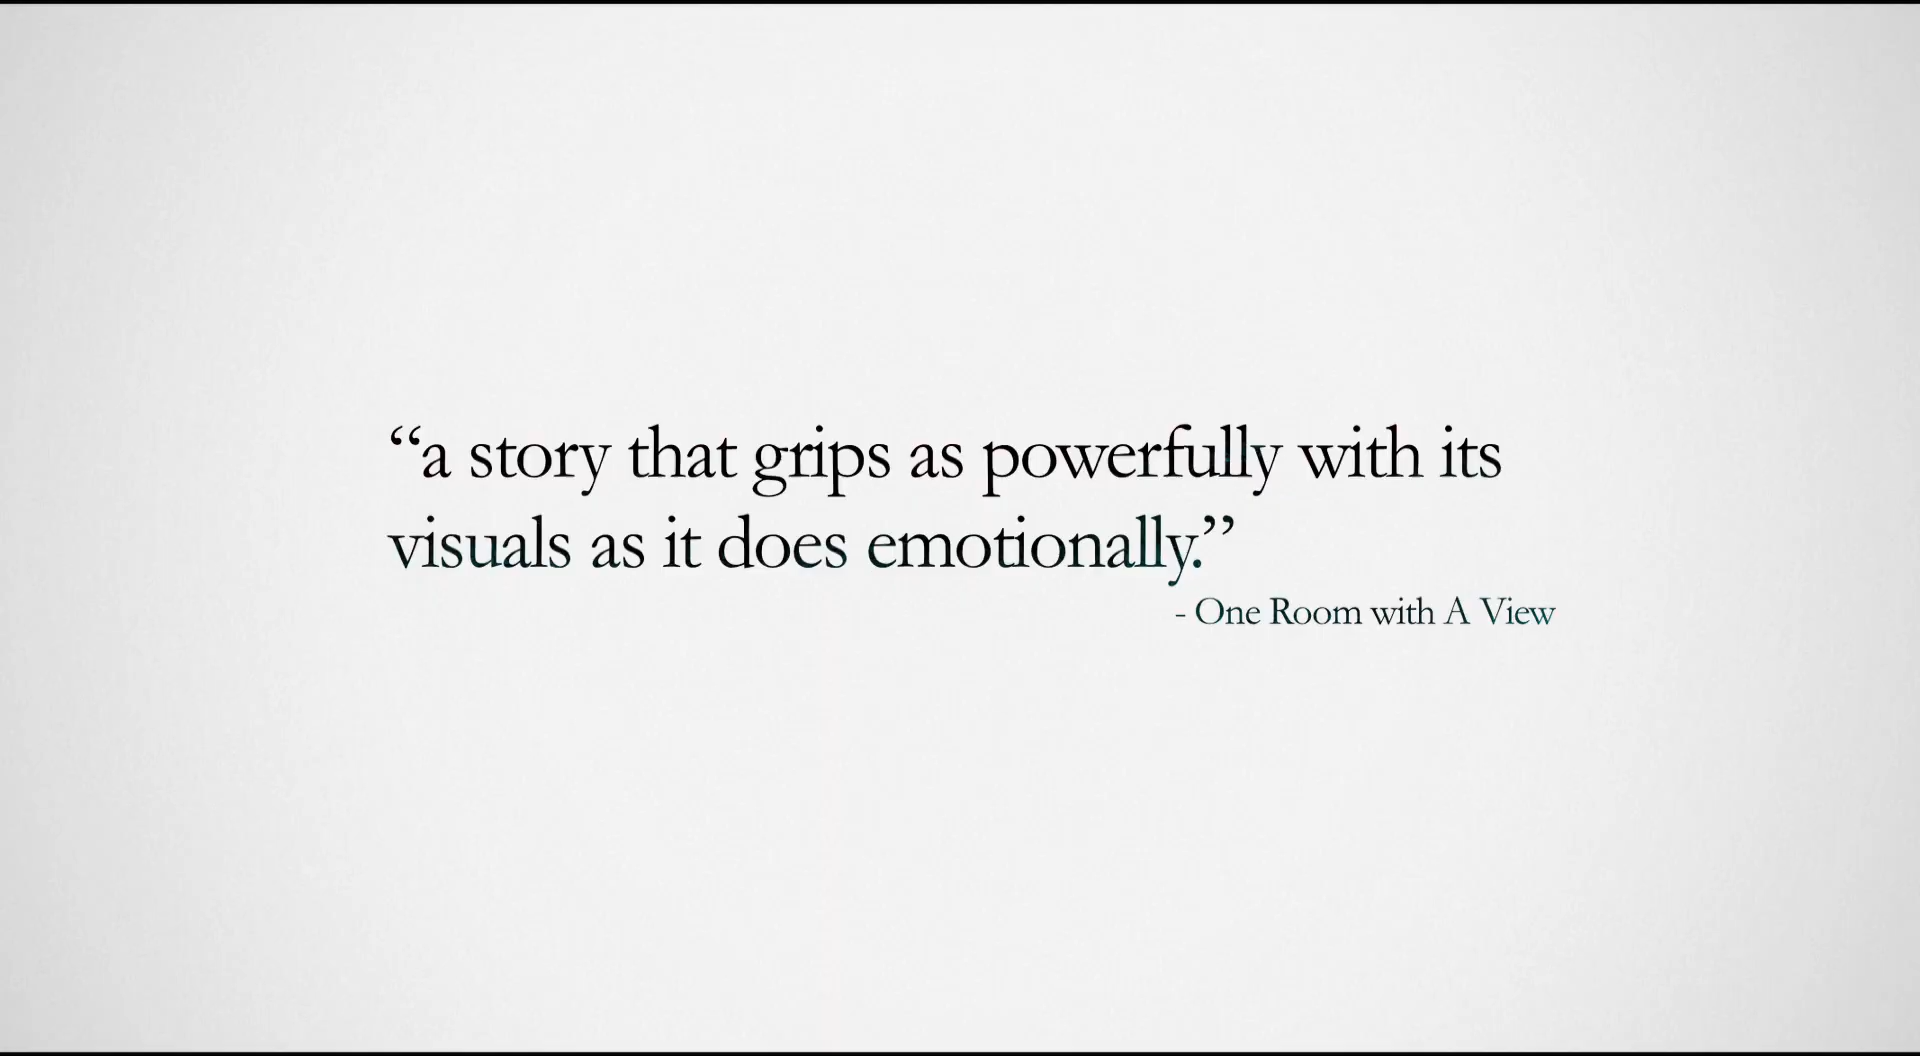 “a story that grips as powerfully with its
visuals as it does emotionally.”
- One Room with A View